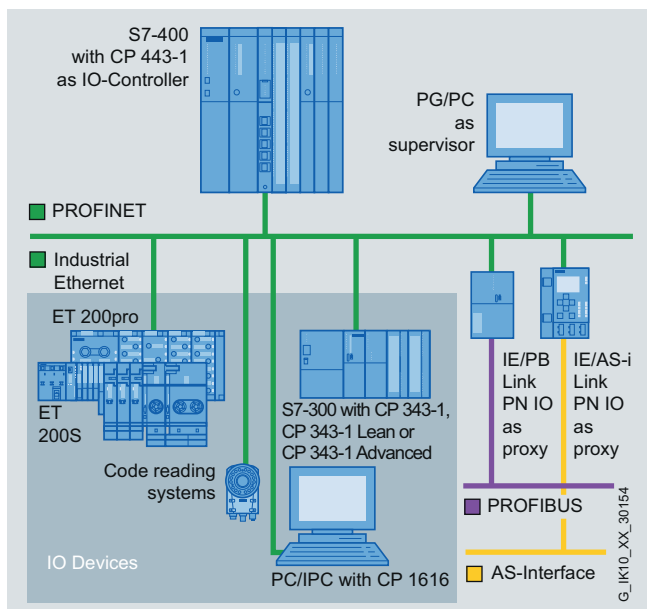 S7-400
with CP 443-1
as IO-Controller
PG/PC
as
supervisor
PROFINET
Industrial
Ethernet
ET 200pro
ET
200S
Code reading
systems
S7-300 with CP 343-1,
CP 343-1 Lean or
CP 343-1 Advanced
PC/IPC with CP 1616
IO Devices
IE/PB
Link
PN IO
as
proxy
IE/AS-i
Link
PN IO
as
proxy
PROFIBUS
AS-Interface
G_IK10_XX_30154